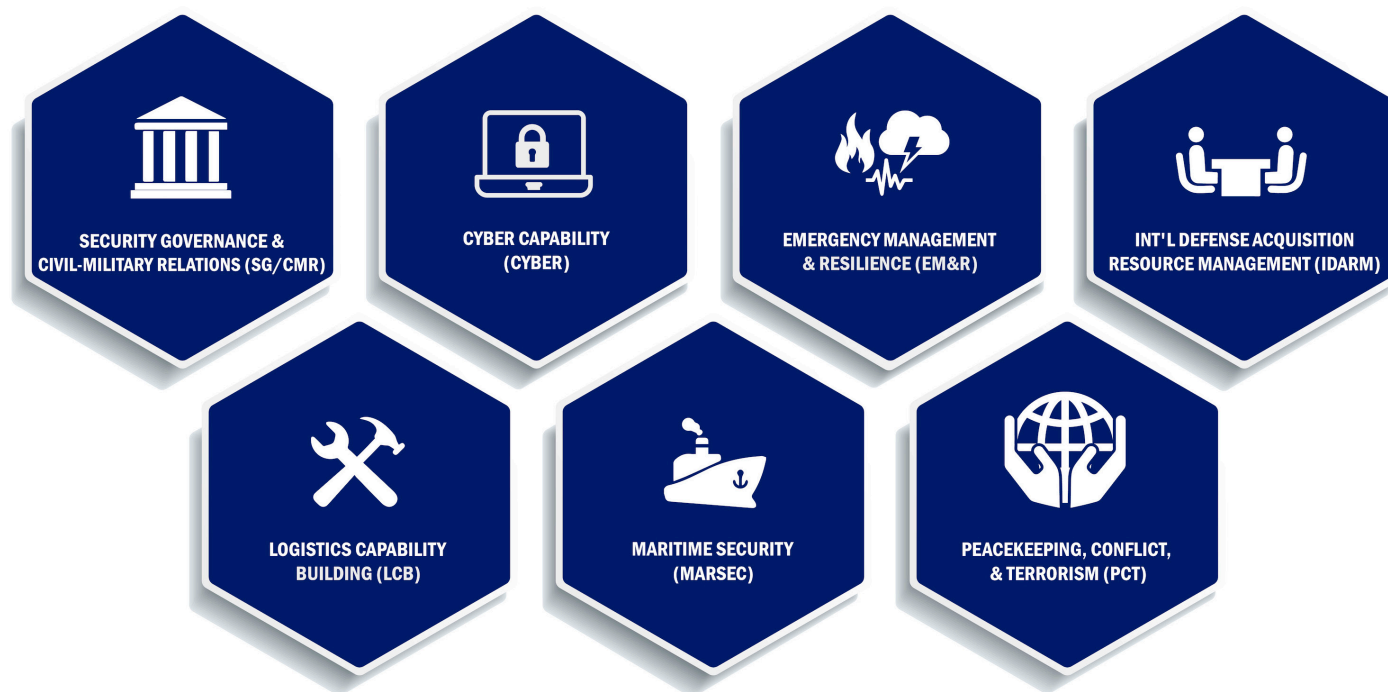 SECURITY GOVERNANCE &
CIVIL-MILITARY RELATIONS (SG/CMR)
CYBER CAPABILITY
(CYBER)
EMERGENCY MANAGEMENT
& RESILIENCE (EM&R)
INT'L DEFENSE ACQUISITION
RESOURCE MANAGEMENT (IDARM)
LOGISTICS CAPABILITY
BUILDING (LCB)
MARITIME SECURITY
(MARSEC)
PEACEKEEPING, CONFLICT,
& TERRORISM (PCT)